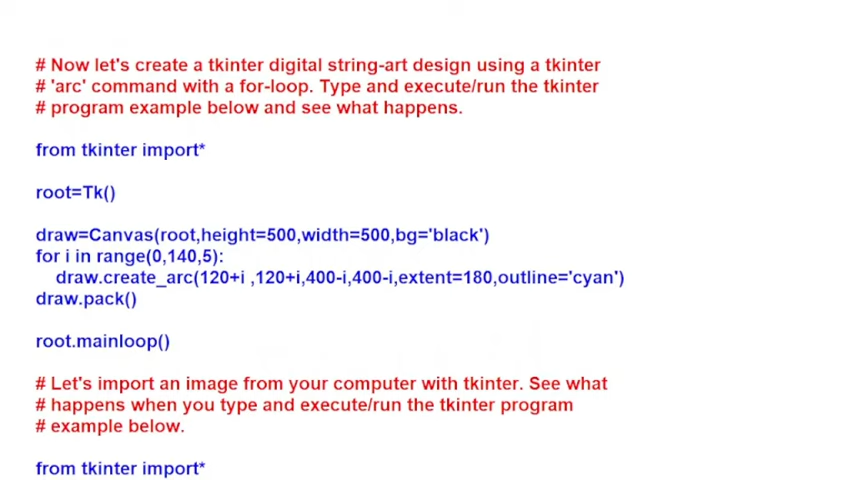 # Now let's create a tkinter digital string-art design using a tkinter
# 'arc' command with a for-loop. Type and execute/run the tkinter
# program example below and see what happens.
from tkinter import*
root=Tk()
draw=Canvas(root,height=500,width=500,bg='black')
for i in range(0,140,5):
    draw.create_arc(120+i ,120+i,400-i,400-i,extent=180,outline='cyan')
draw.pack()
root.mainloop()
# Let's import an image from your computer with tkinter. See what
# happens when you type and execute/run the tkinter program
# example below.
from tkinter import*